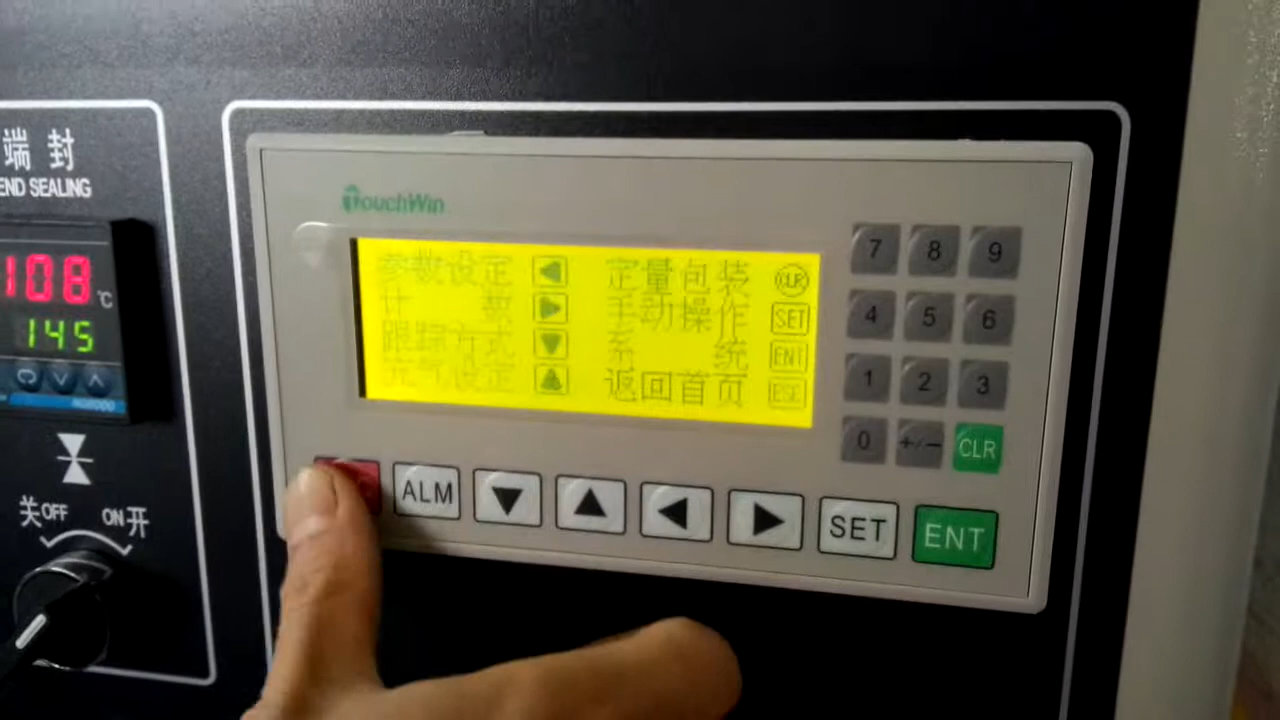 端 封
END SEALING
108
℃
145
关OFF ON开
TouchWin
参数设定 定量包装 CLR
计 数 手动操作 SET
跟踪方式 系 统 ENT
充气设定 返回首页 ESC
7 8 9
4 5 6
1 2 3
0 +/- CLR
ALM SET ENT